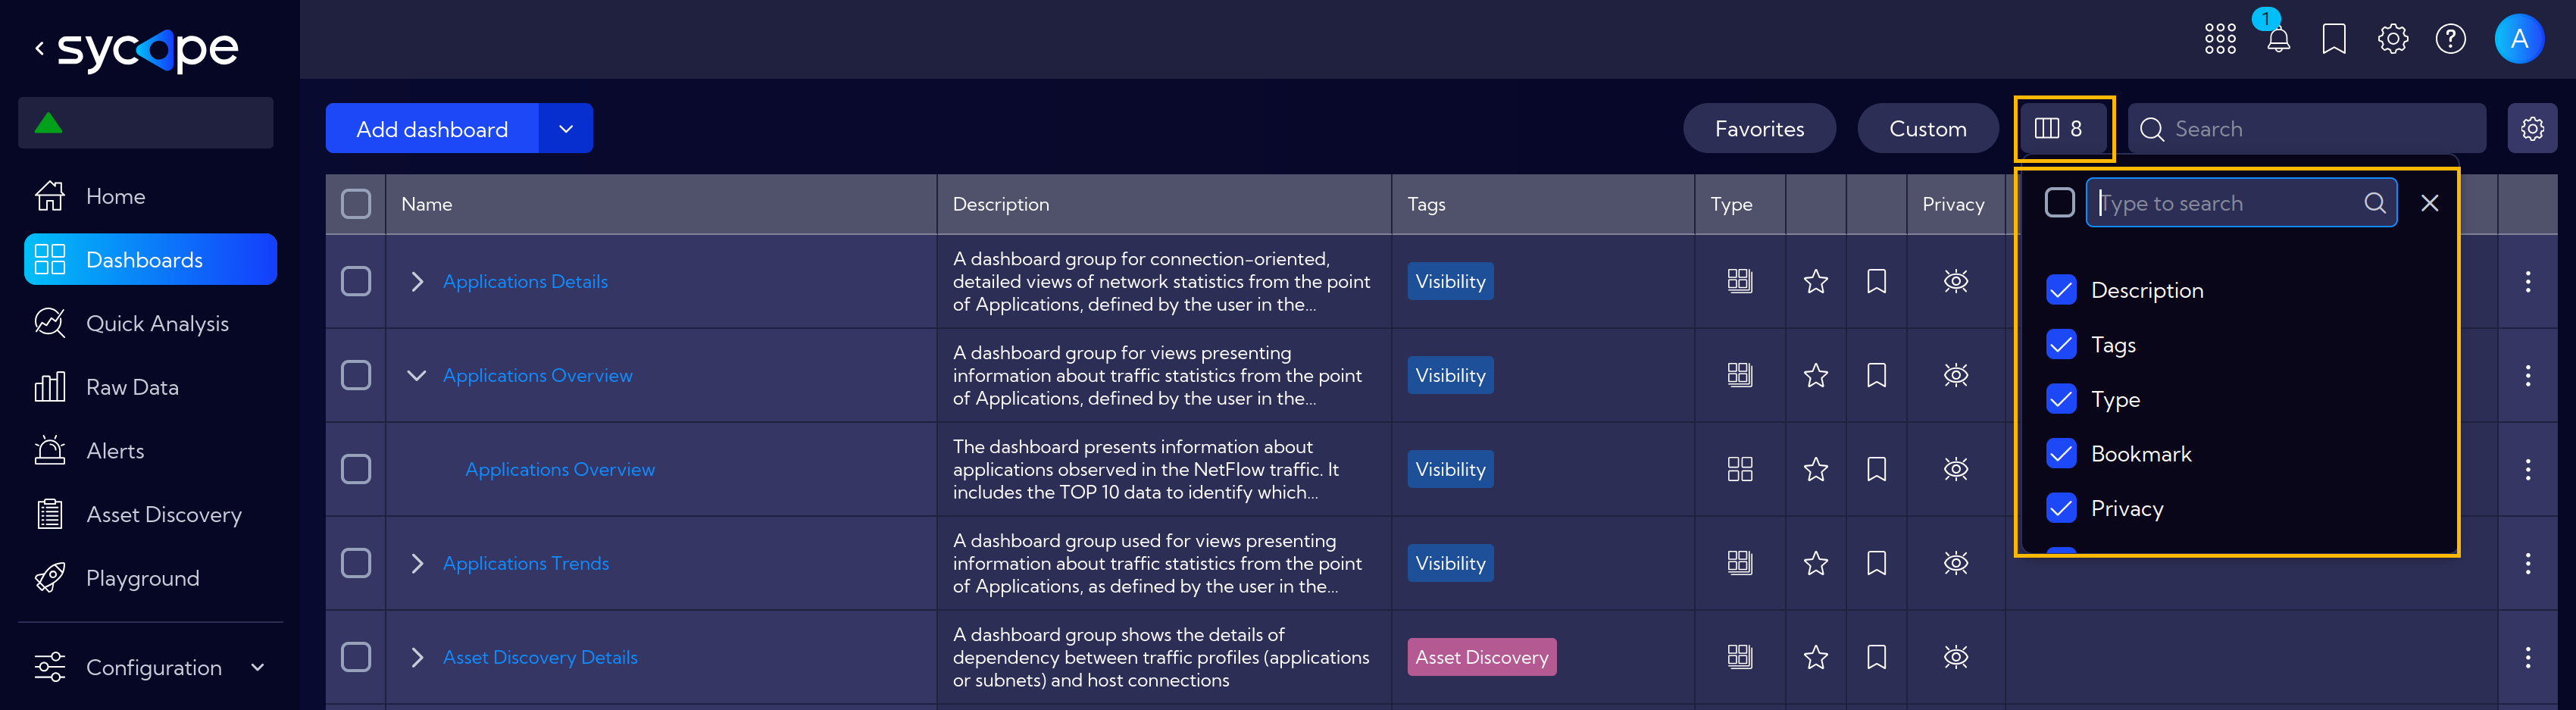 sycope
1
A
Add dashboard
Favorites
Custom
8
Search
Home
Dashboards
Quick Analysis
Raw Data
Alerts
Asset Discovery
Playground
Configuration
Name
Description
Tags
Type
Privacy
Applications Details
A dashboard group for connection-oriented,
detailed views of network statistics from the point
of Applications, defined by the user in the...
Visibility
Applications Overview
A dashboard group for views presenting
information about traffic statistics from the point
of Applications, defined by the user in the...
Visibility
Applications Overview
The dashboard presents information about
applications observed in the NetFlow traffic. It
includes the TOP 10 data to identify which...
Visibility
Applications Trends
A dashboard group used for views presenting
information about traffic statistics from the point
of Applications, as defined by the user in the...
Visibility
Asset Discovery Details
A dashboard group shows the details of
dependency between traffic profiles (applications
or subnets) and host connections
Asset Discovery
Type to search
Description
Tags
Type
Bookmark
Privacy